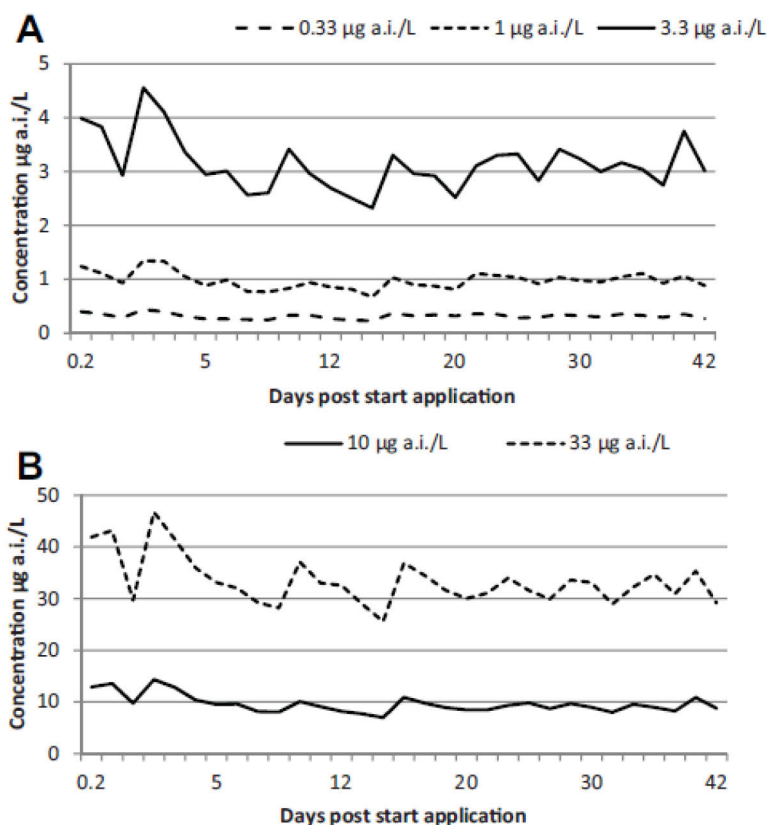 A
0.33 µg a.i./L 1 µg a.i./L 3.3 µg a.i./L
Concentration µg a.i./L
5
4
3
2
1
0
0.2 5 12 20 30 42
Days post start application
B
10 µg a.i./L 33 µg a.i./L
Concentration µg a.i./L
50
40
30
20
10
0
0.2 5 12 20 30 42
Days post start application